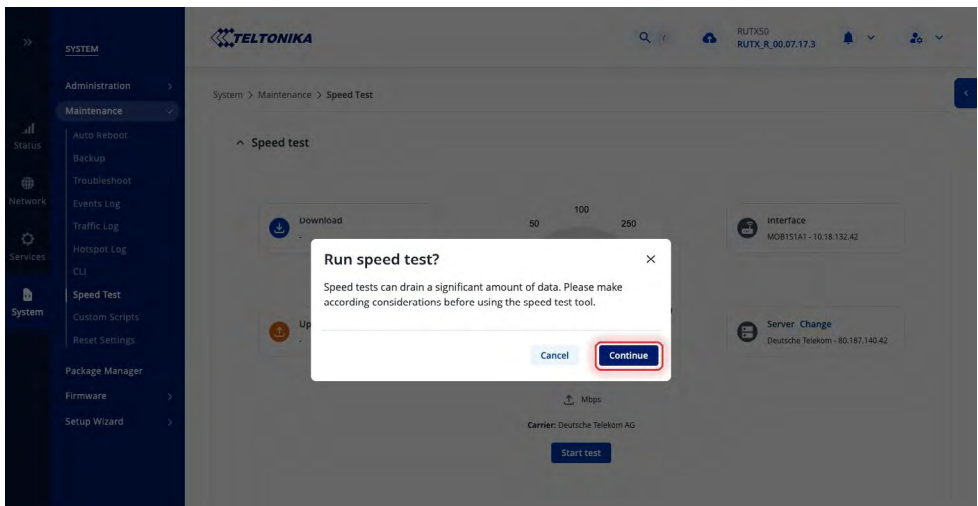 SYSTEM
Administration
Maintenance
Auto Reboot
Backup
Troubleshoot
Events Log
Traffic Log
Hotspot Log
CLI
Speed Test
Custom Scripts
Reset Settings
Package Manager
Firmware
Setup Wizard
Status
Network
Services
System
TELTONIKA
RUTX50
RUTX_R_00.07.17.3
System > Maintenance > Speed Test
Speed test
Download
-
50
100
250
Interface
MOB1S1A1 - 10.18.132.42
Up
-
Server Change
Deutsche Telekom - 80.187.140.42
Run speed test?
Speed tests can drain a significant amount of data. Please make
according considerations before using the speed test tool.
Cancel
Continue
Mbps
Carrier: Deutsche Telekom AG
Start test